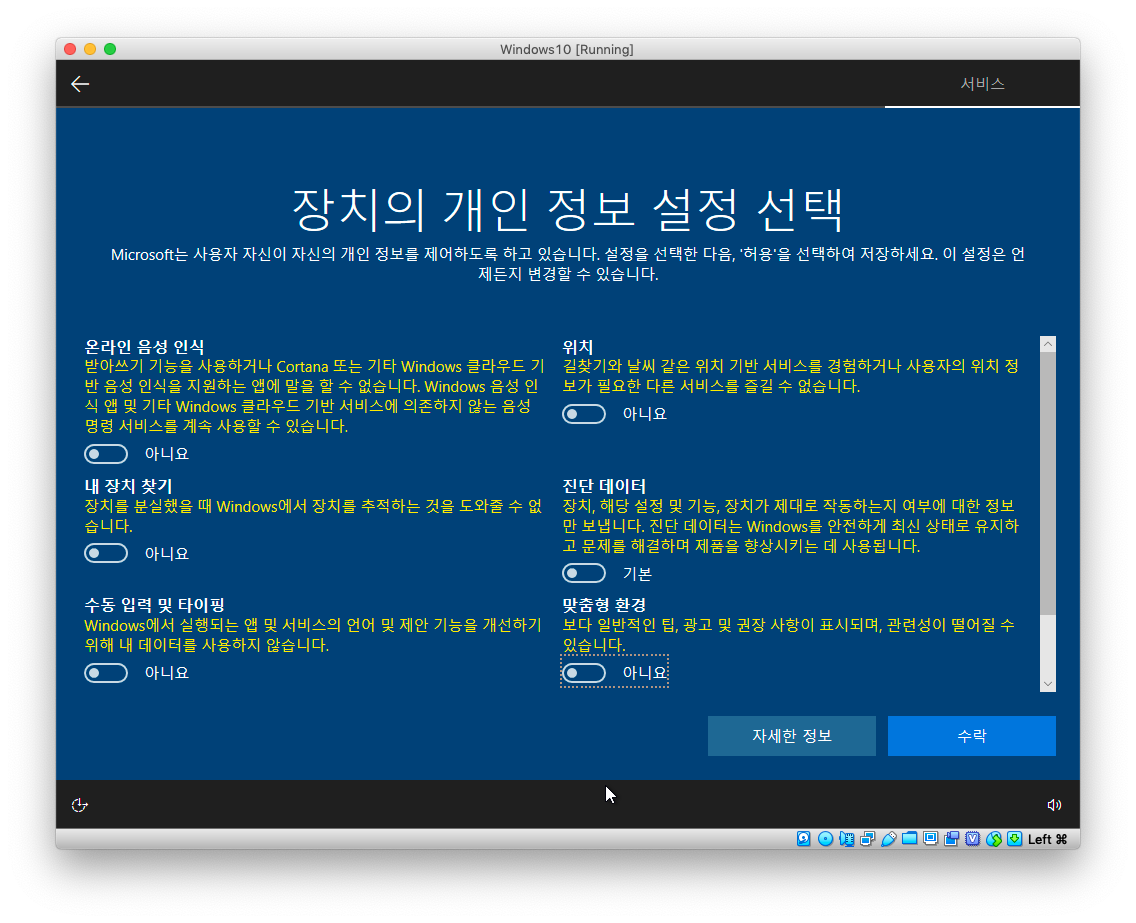 Windows10 [Running]
서비스
장치의 개인 정보 설정 선택
Microsoft는 사용자 자신이 자신의 개인 정보를 제어하도록 하고 있습니다. 설정을 선택한 다음, '허용'을 선택하여 저장하세요. 이 설정은 언
제든지 변경할 수 있습니다.
온라인 음성 인식
받아쓰기 기능을 사용하거나 Cortana 또는 기타 Windows 클라우드 기
반 음성 인식을 지원하는 앱에 말을 할 수 없습니다. Windows 음성 인
식 앱 및 기타 Windows 클라우드 기반 서비스에 의존하지 않는 음성
명령 서비스를 계속 사용할 수 있습니다.
아니요
위치
길찾기와 날씨 같은 위치 기반 서비스를 경험하거나 사용자의 위치 정
보가 필요한 다른 서비스를 즐길 수 없습니다.
아니요
내 장치 찾기
장치를 분실했을 때 Windows에서 장치를 추적하는 것을 도와줄 수 없
습니다.
아니요
진단 데이터
장치, 해당 설정 및 기능, 장치가 제대로 작동하는지 여부에 대한 정보
만 보냅니다. 진단 데이터는 Windows를 안전하게 최신 상태로 유지하
고 문제를 해결하며 제품을 향상시키는 데 사용됩니다.
기본
수동 입력 및 타이핑
Windows에서 실행되는 앱 및 서비스의 언어 및 제안 기능을 개선하기
위해 내 데이터를 사용하지 않습니다.
아니요
맞춤형 환경
보다 일반적인 팁, 광고 및 권장 사항이 표시되며, 관련성이 떨어질 수
있습니다.
아니요
자세한 정보
수락
Left ⌘